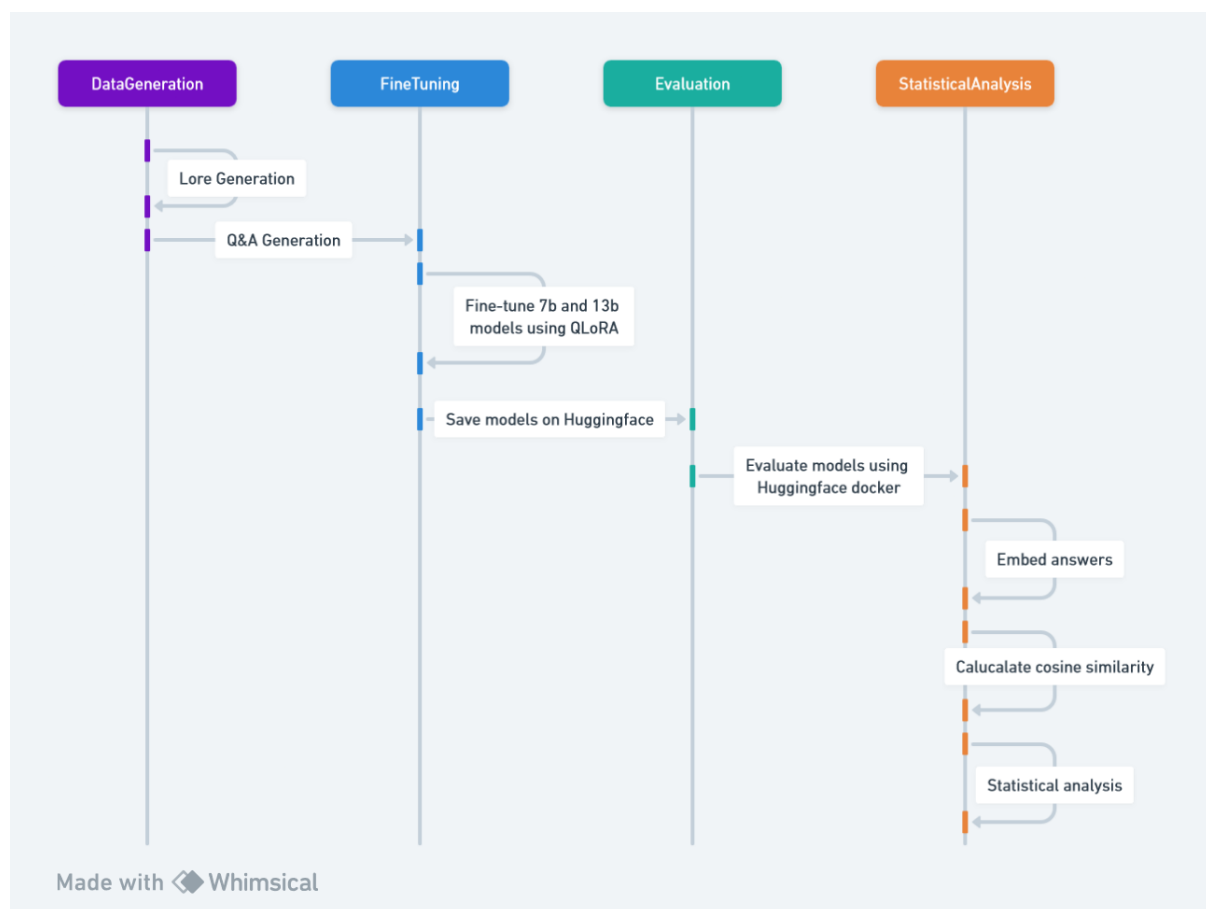 DataGeneration
FineTuning
Evaluation
StatisticalAnalysis
Lore Generation
Q&A Generation
Fine-tune 7b and 13b
models using QLoRA
Save models on Huggingface
Evaluate models using
Huggingface docker
Embed answers
Calucalate cosine similarity
Statistical analysis
Made with Whimsical